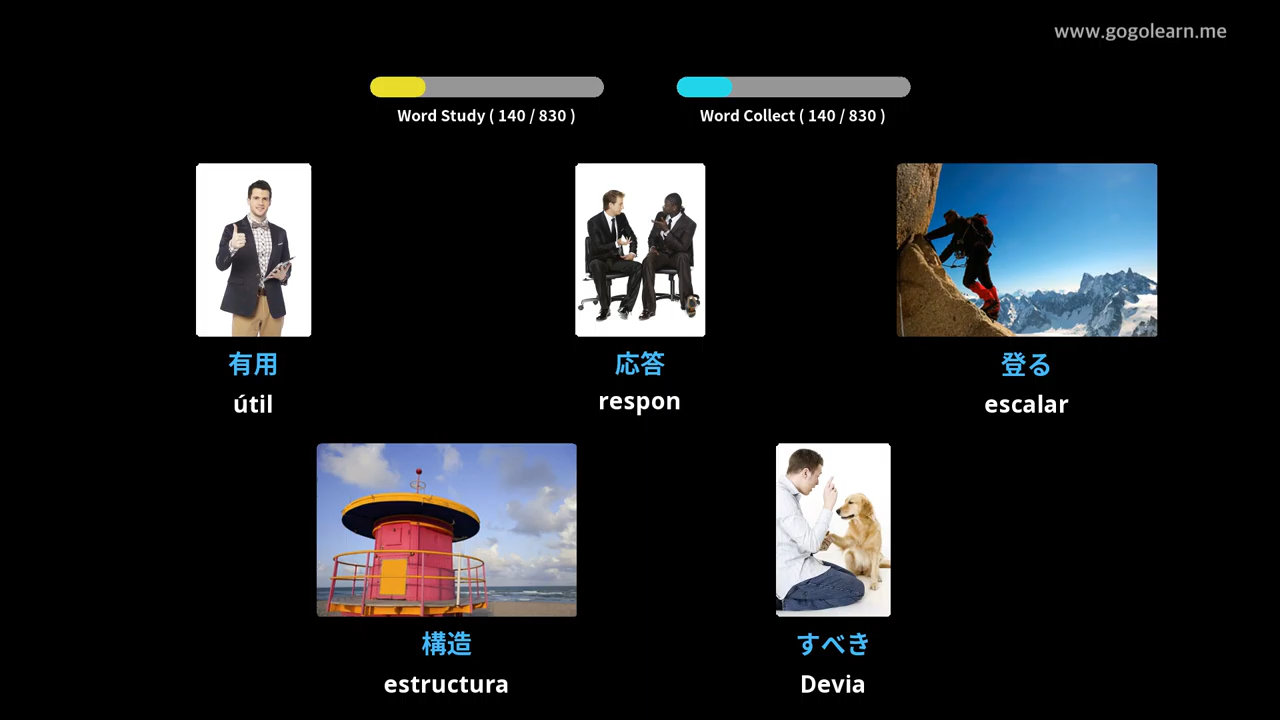 www.gogolearn.me
Word Study ( 140 / 830 )
Word Collect ( 140 / 830 )
有用
útil
応答
respon
登る
escalar
構造
estructura
すべき
Devia